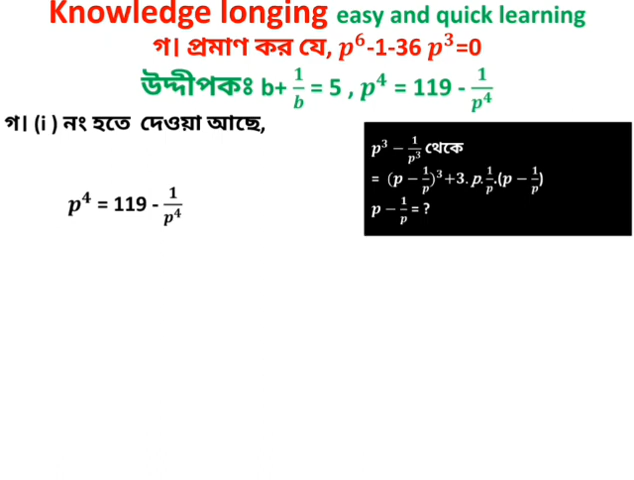 Knowledge longing easy and quick learning
গ। প্রমাণ কর যে, p⁶-1-36 p³=0
উদ্দীপকঃ b+ 1/b = 5 , p⁴ = 119 - 1/p⁴
গ। (i ) নং হতে দেওয়া আছে,
p⁴ = 119 - 1/p⁴
p³ − 1/p³ থেকে
= (p − 1/p)³+3. p.1/p.(p − 1/p)
p − 1/p = ?